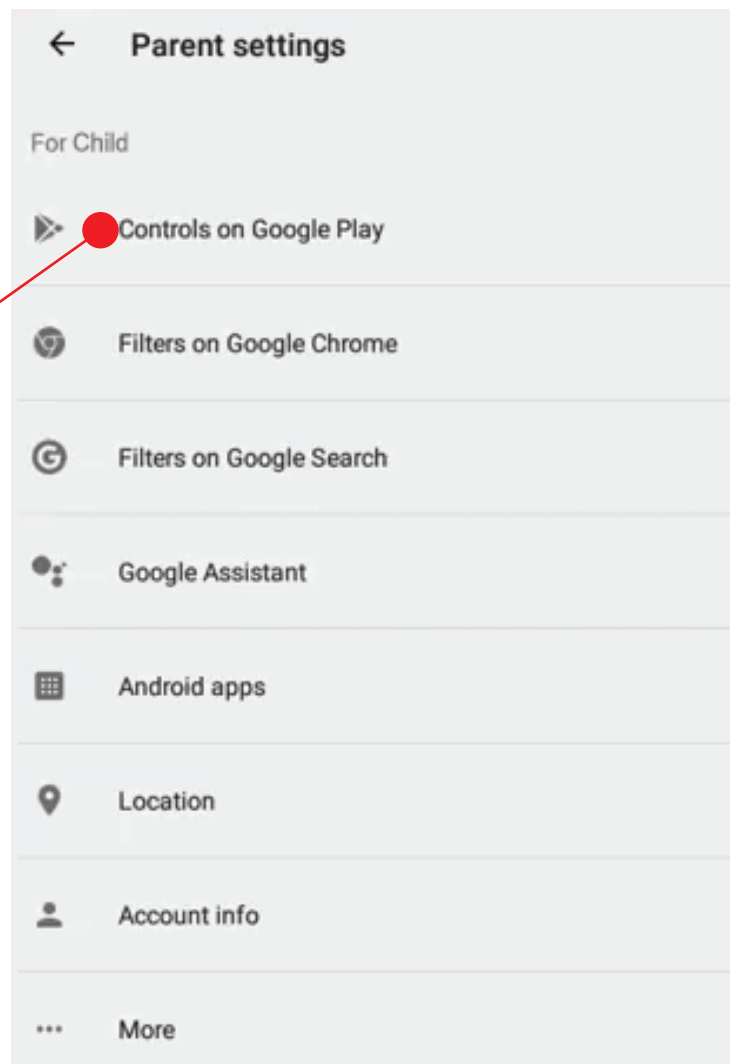 Parent settings
For Child
Controls on Google Play
Filters on Google Chrome
Filters on Google Search
Google Assistant
Android apps
Location
Account info
More